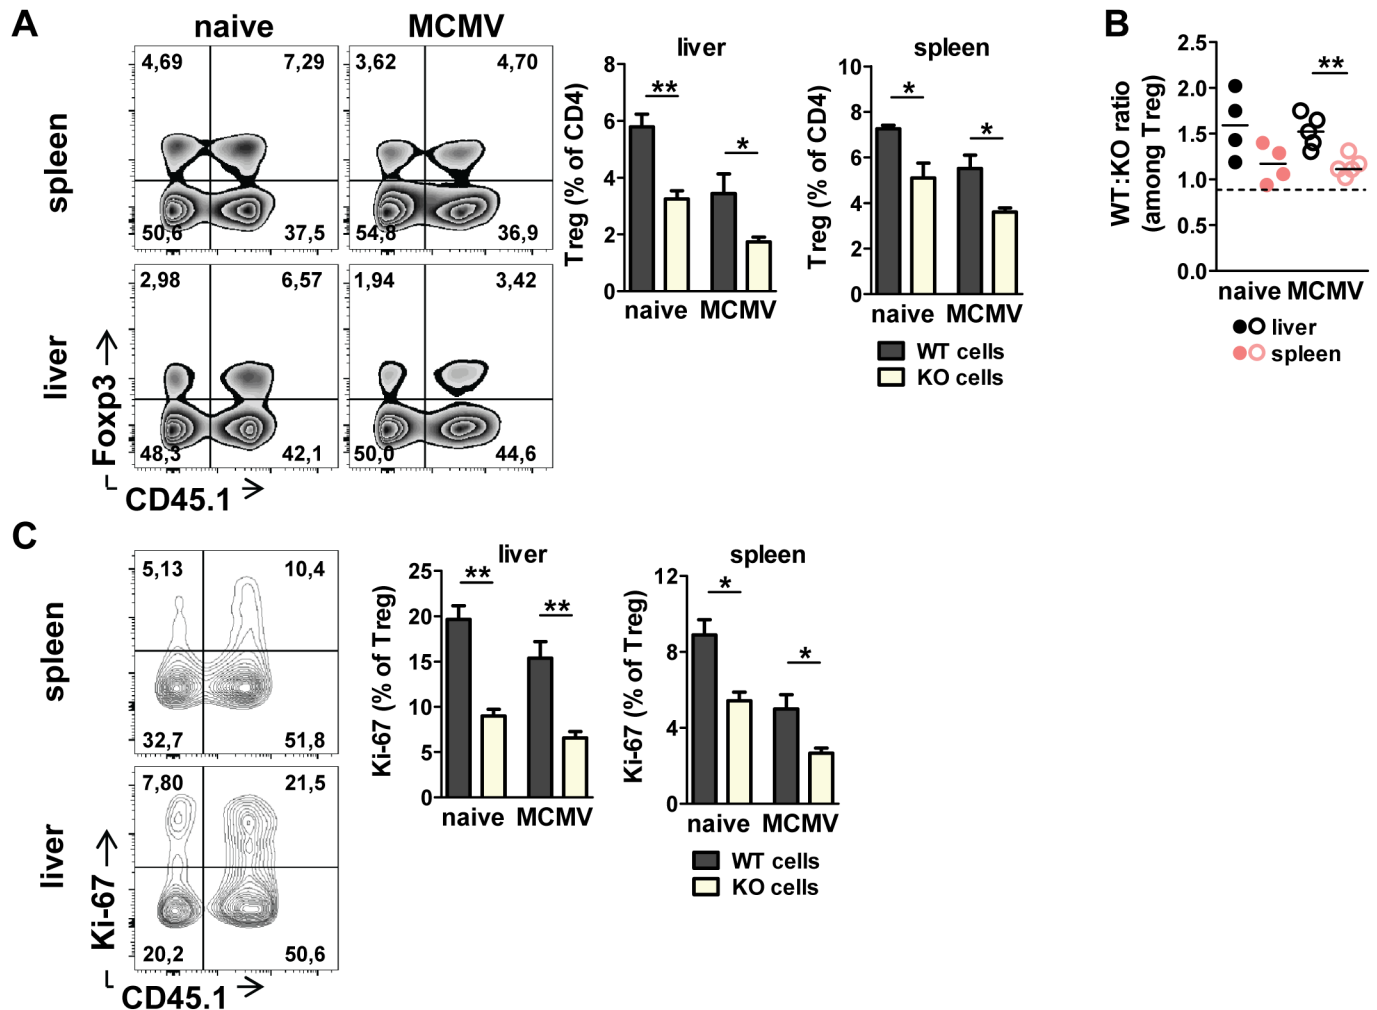 A
naive
MCMV
spleen
4,69
7,29
50,6
37,5
3,62
4,70
54,8
36,9
liver
2,98
6,57
48,3
42,1
1,94
3,42
50,0
44,6
Foxp3
CD45.1
liver
Treg (% of CD4)
8
6
4
2
0
**
*
naive MCMV
spleen
Treg (% of CD4)
10
8
6
4
2
0
*
*
naive MCMV
WT cells
KO cells
B
WT:KO ratio
(among Treg)
2.5
2.0
1.5
1.0
0.5
0.0
**
naive MCMV
liver
spleen
C
spleen
5,13
10,4
32,7
51,8
liver
7,80
21,5
20,2
50,6
Ki-67
CD45.1
liver
Ki-67 (% of Treg)
25
20
15
10
5
0
**
**
naive MCMV
spleen
Ki-67 (% of Treg)
12
8
4
0
*
*
naive MCMV
WT cells
KO cells